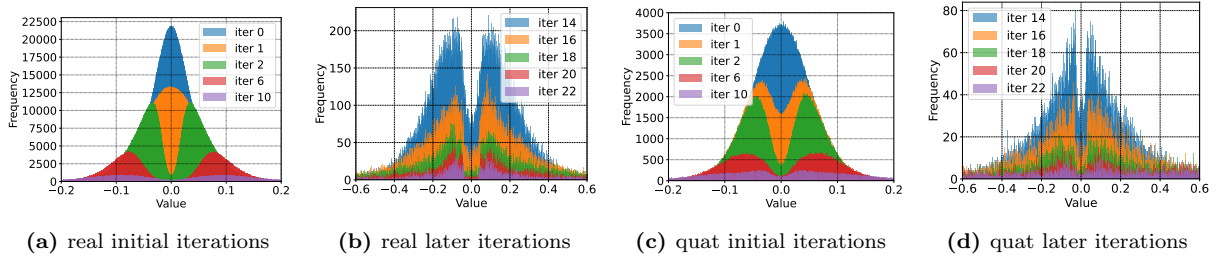 22500
20000
17500
15000
12500
10000
7500
5000
2500
0
Frequency
−0.2 −0.1 0.0 0.1 0.2
Value
iter 0
iter 1
iter 2
iter 6
iter 10
(a) real initial iterations
200
150
100
50
0
Frequency
−0.6 −0.4 −0.2 0.0 0.2 0.4 0.6
Value
iter 14
iter 16
iter 18
iter 20
iter 22
(b) real later iterations
4000
3500
3000
2500
2000
1500
1000
500
0
Frequency
−0.2 −0.1 0.0 0.1 0.2
Value
iter 0
iter 1
iter 2
iter 6
iter 10
(c) quat initial iterations
80
60
40
20
0
Frequency
−0.6 −0.4 −0.2 0.0 0.2 0.4 0.6
Value
iter 14
iter 16
iter 18
iter 20
iter 22
(d) quat later iterations